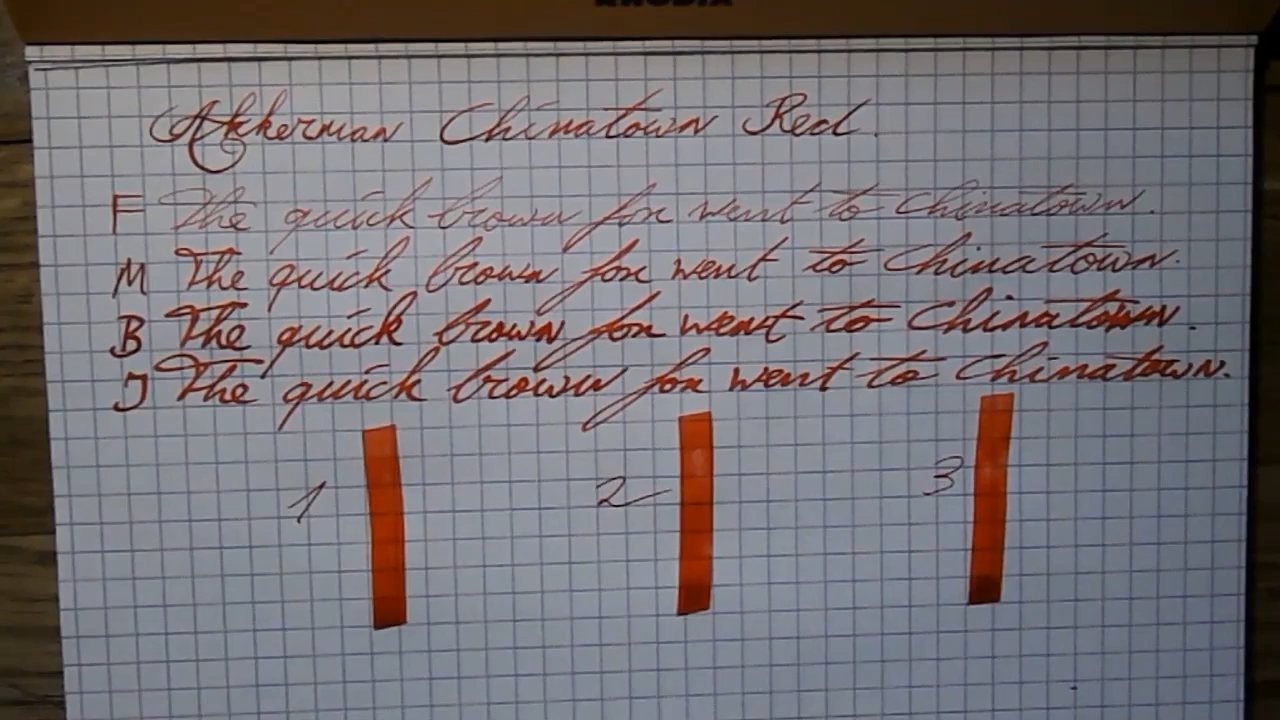 RHODIA
Akkerman Chinatown Red.
F The quick brown fox went to Chinatown.
M The quick brown fox went to Chinatown.
B The quick brown fox went to Chinatown.
J The quick brown fox went to Chinatown.
1 2 3